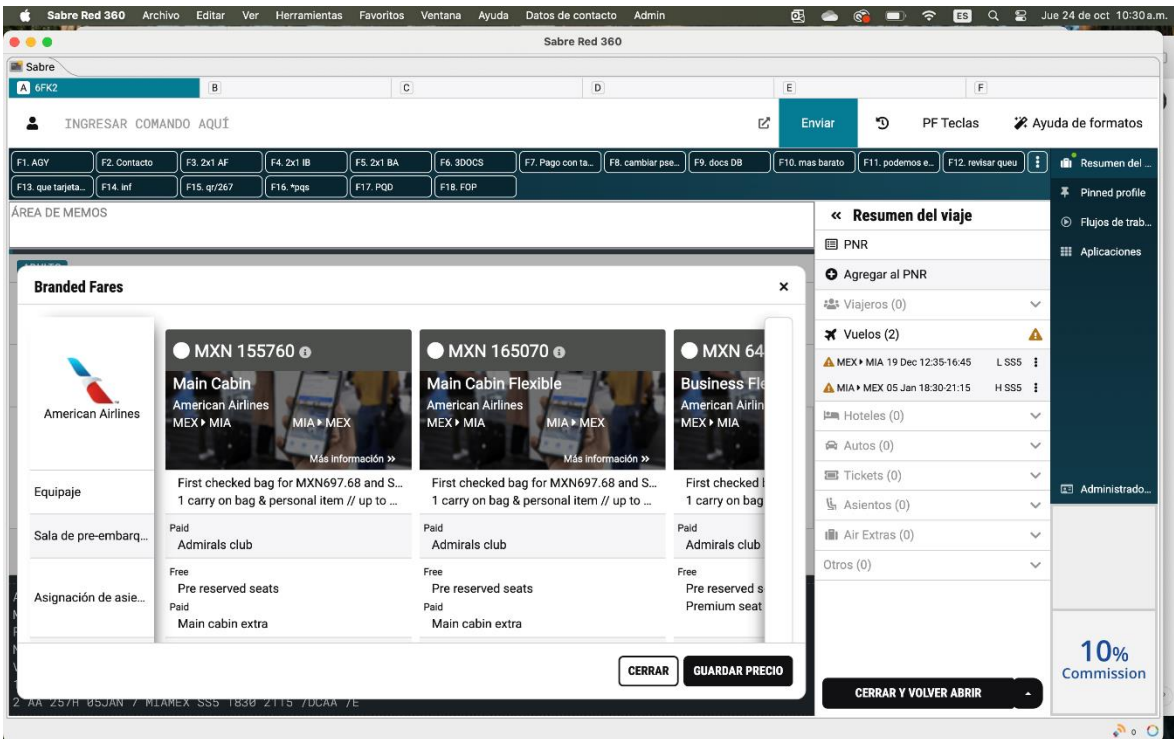 Sabre Red 360 Archivo Editar Ver Herramientas Favoritos Ventana Ayuda Datos de contacto Admin ES Jue 24 de oct 10:30 a.m.
Sabre Red 360
Sabre
A 6FK2 B C D E F
INGRESAR COMANDO AQUÍ Enviar PF Teclas Ayuda de formatos
F1. AGY F2. Contacto F3. 2x1 AF F4. 2x1 IB F5. 2x1 BA F6. 3DOCS F7. Pago con ta... F8. cambiar pse... F9. docs DB F10. mas barato F11. podemos e... F12. revisar queu
F13. que tarjeta... F14. inf F15. qr/267 F16. *pqs F17. PQD F18. FOP
Resumen del ...
Pinned profile
Flujos de trab...
Aplicaciones
Administrado...
ÁREA DE MEMOS
Branded Fares
American Airlines
MXN 155760
Main Cabin
American Airlines
MEX MIA MIA MEX
Más información >>
MXN 165070
Main Cabin Flexible
American Airlines
MEX MIA MIA MEX
Más información >>
MXN 64
Business Fle
American Airlin
MEX MIA
Equipaje
First checked bag for MXN697.68 and S...
1 carry on bag & personal item // up to ...
First checked bag for MXN697.68 and S...
1 carry on bag & personal item // up to ...
First checked
1 carry on bag
Sala de pre-embarq...
Paid
Admirals club
Paid
Admirals club
Paid
Admirals club
Asignación de asie...
Free
Pre reserved seats
Paid
Main cabin extra
Free
Pre reserved seats
Paid
Main cabin extra
Free
Pre reserved s
Premium seat
CERRAR GUARDAR PRECIO
2 AA 257H 05JAN 7 MIAMEX SS5 1830 2115 /DCAA /E
« Resumen del viaje
PNR
Agregar al PNR
Viajeros (0)
Vuelos (2)
MEX MIA 19 Dec 12:35-16:45 L SS5
MIA MEX 05 Jan 18:30-21:15 H SS5
Hoteles (0)
Autos (0)
Tickets (0)
Asientos (0)
Air Extras (0)
Otros (0)
CERRAR Y VOLVER ABRIR
10%
Commission
0